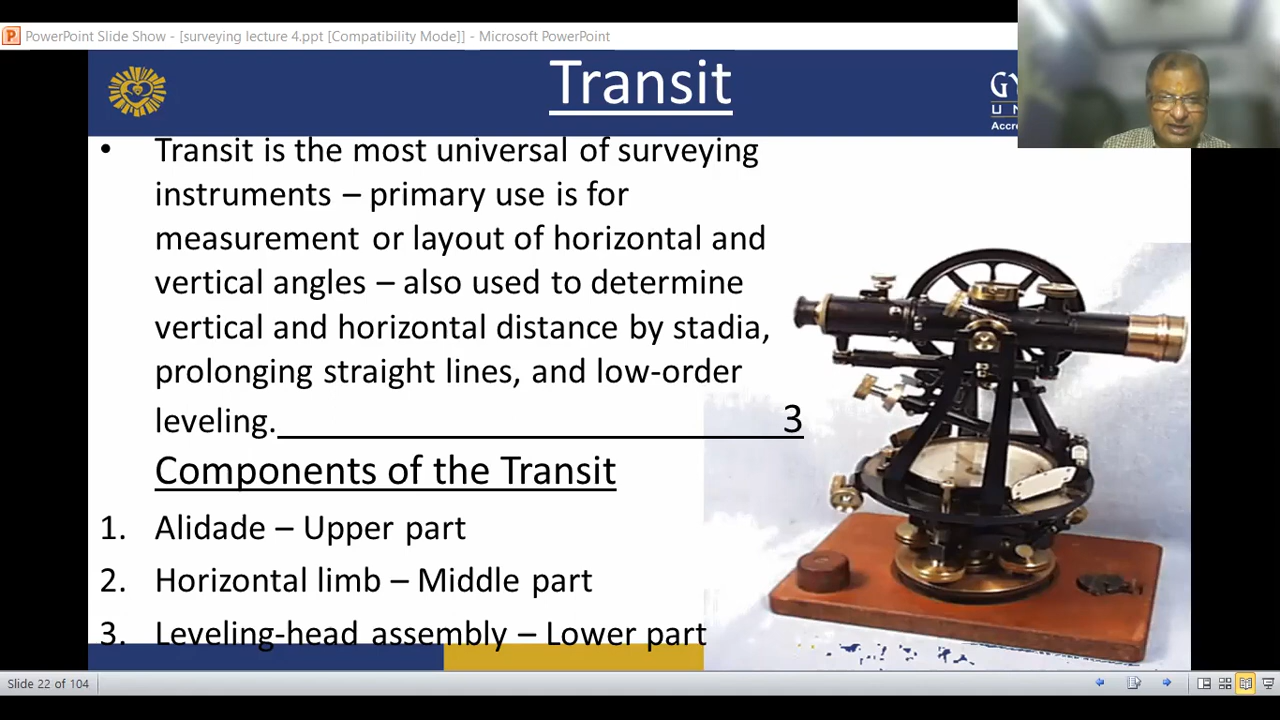 PowerPoint Slide Show - [surveying lecture 4.ppt [Compatibility Mode]] - Microsoft PowerPoint
Transit
• Transit is the most universal of surveying
instruments – primary use is for
measurement or layout of horizontal and
vertical angles – also used to determine
vertical and horizontal distance by stadia,
prolonging straight lines, and low-order
leveling. 3
Components of the Transit
1. Alidade – Upper part
2. Horizontal limb – Middle part
3. Leveling-head assembly – Lower part
Slide 22 of 104